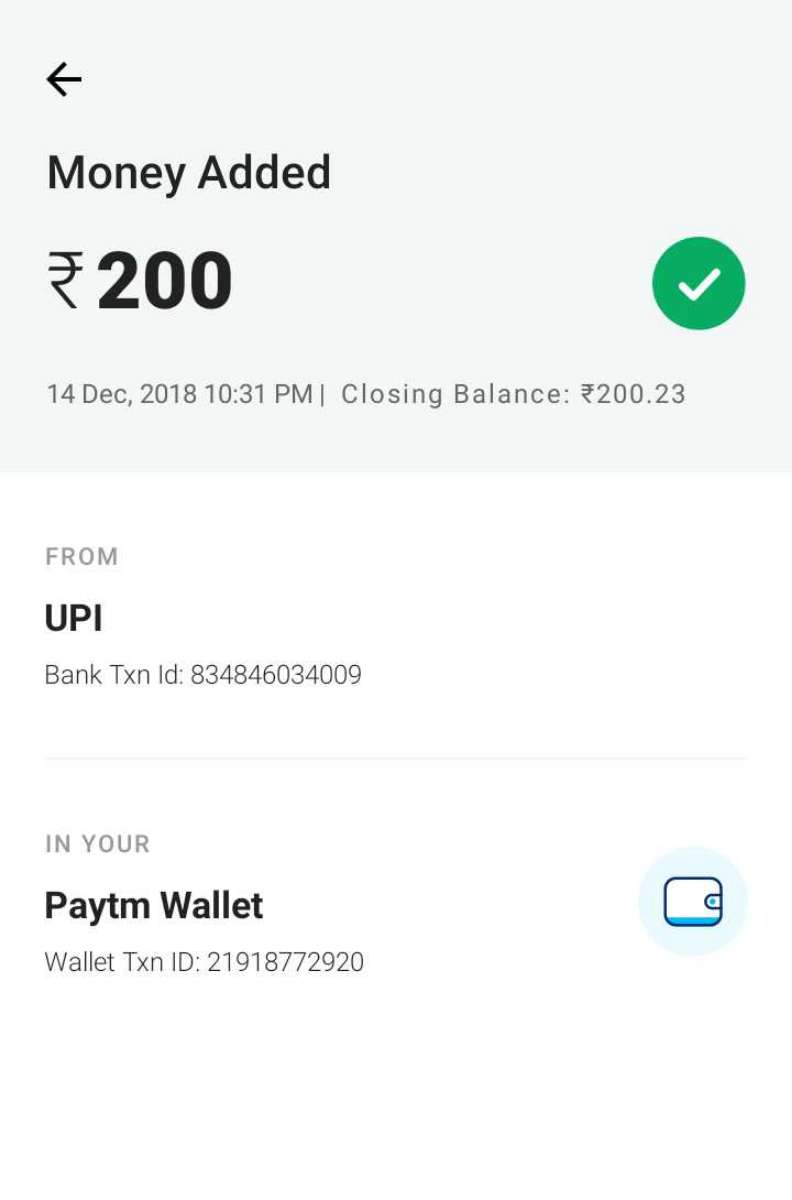 Money Added
₹200
14 Dec, 2018 10:31 PM | Closing Balance: ₹200.23
FROM
UPI
Bank Txn Id: 834846034009
IN YOUR
Paytm Wallet
Wallet Txn ID: 21918772920